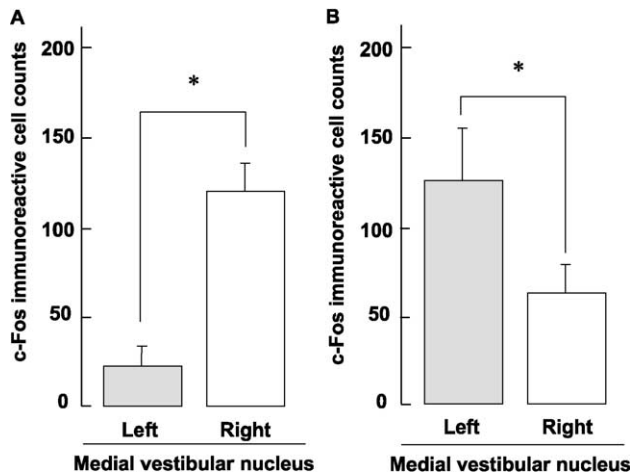 A
c-Fos immunoreactive cell counts
200
150
100
50
0
*
Left Right
Medial vestibular nucleus
B
c-Fos immunoreactive cell counts
200
150
100
50
0
*
Left Right
Medial vestibular nucleus